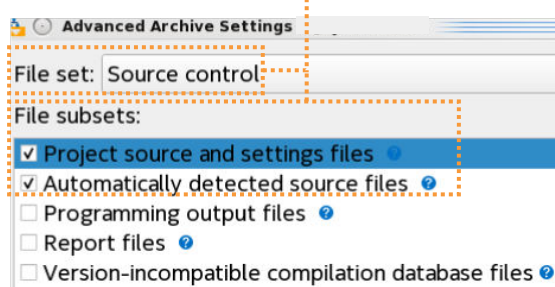 Advanced Archive Settings
File set: Source control
File subsets:
Project source and settings files
Automatically detected source files
Programming output files
Report files
Version-incompatible compilation database files